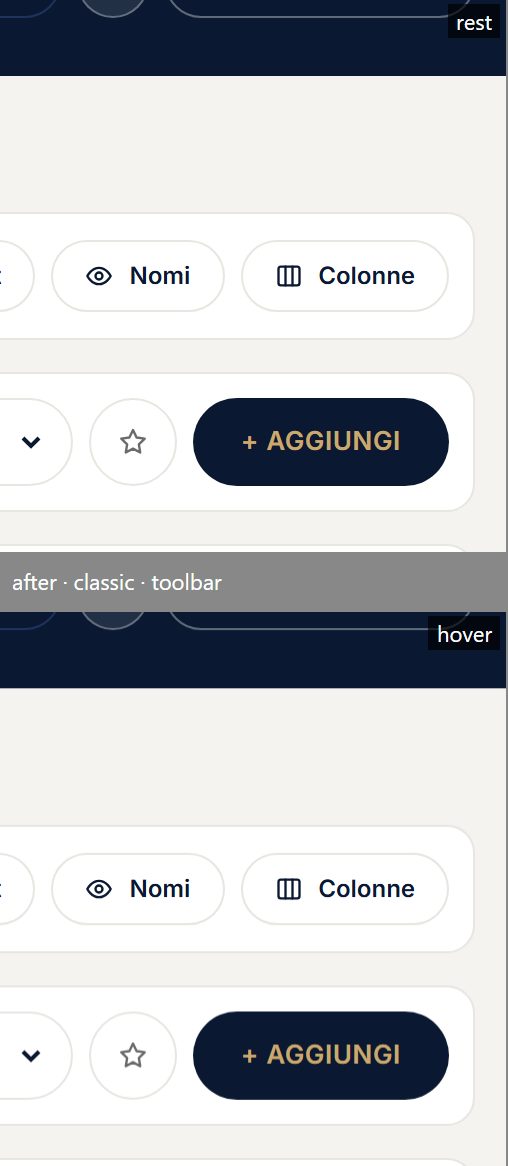 rest
Nomi
Colonne
+ AGGIUNGI
after · classic · toolbar
hover
Nomi
Colonne
+ AGGIUNGI